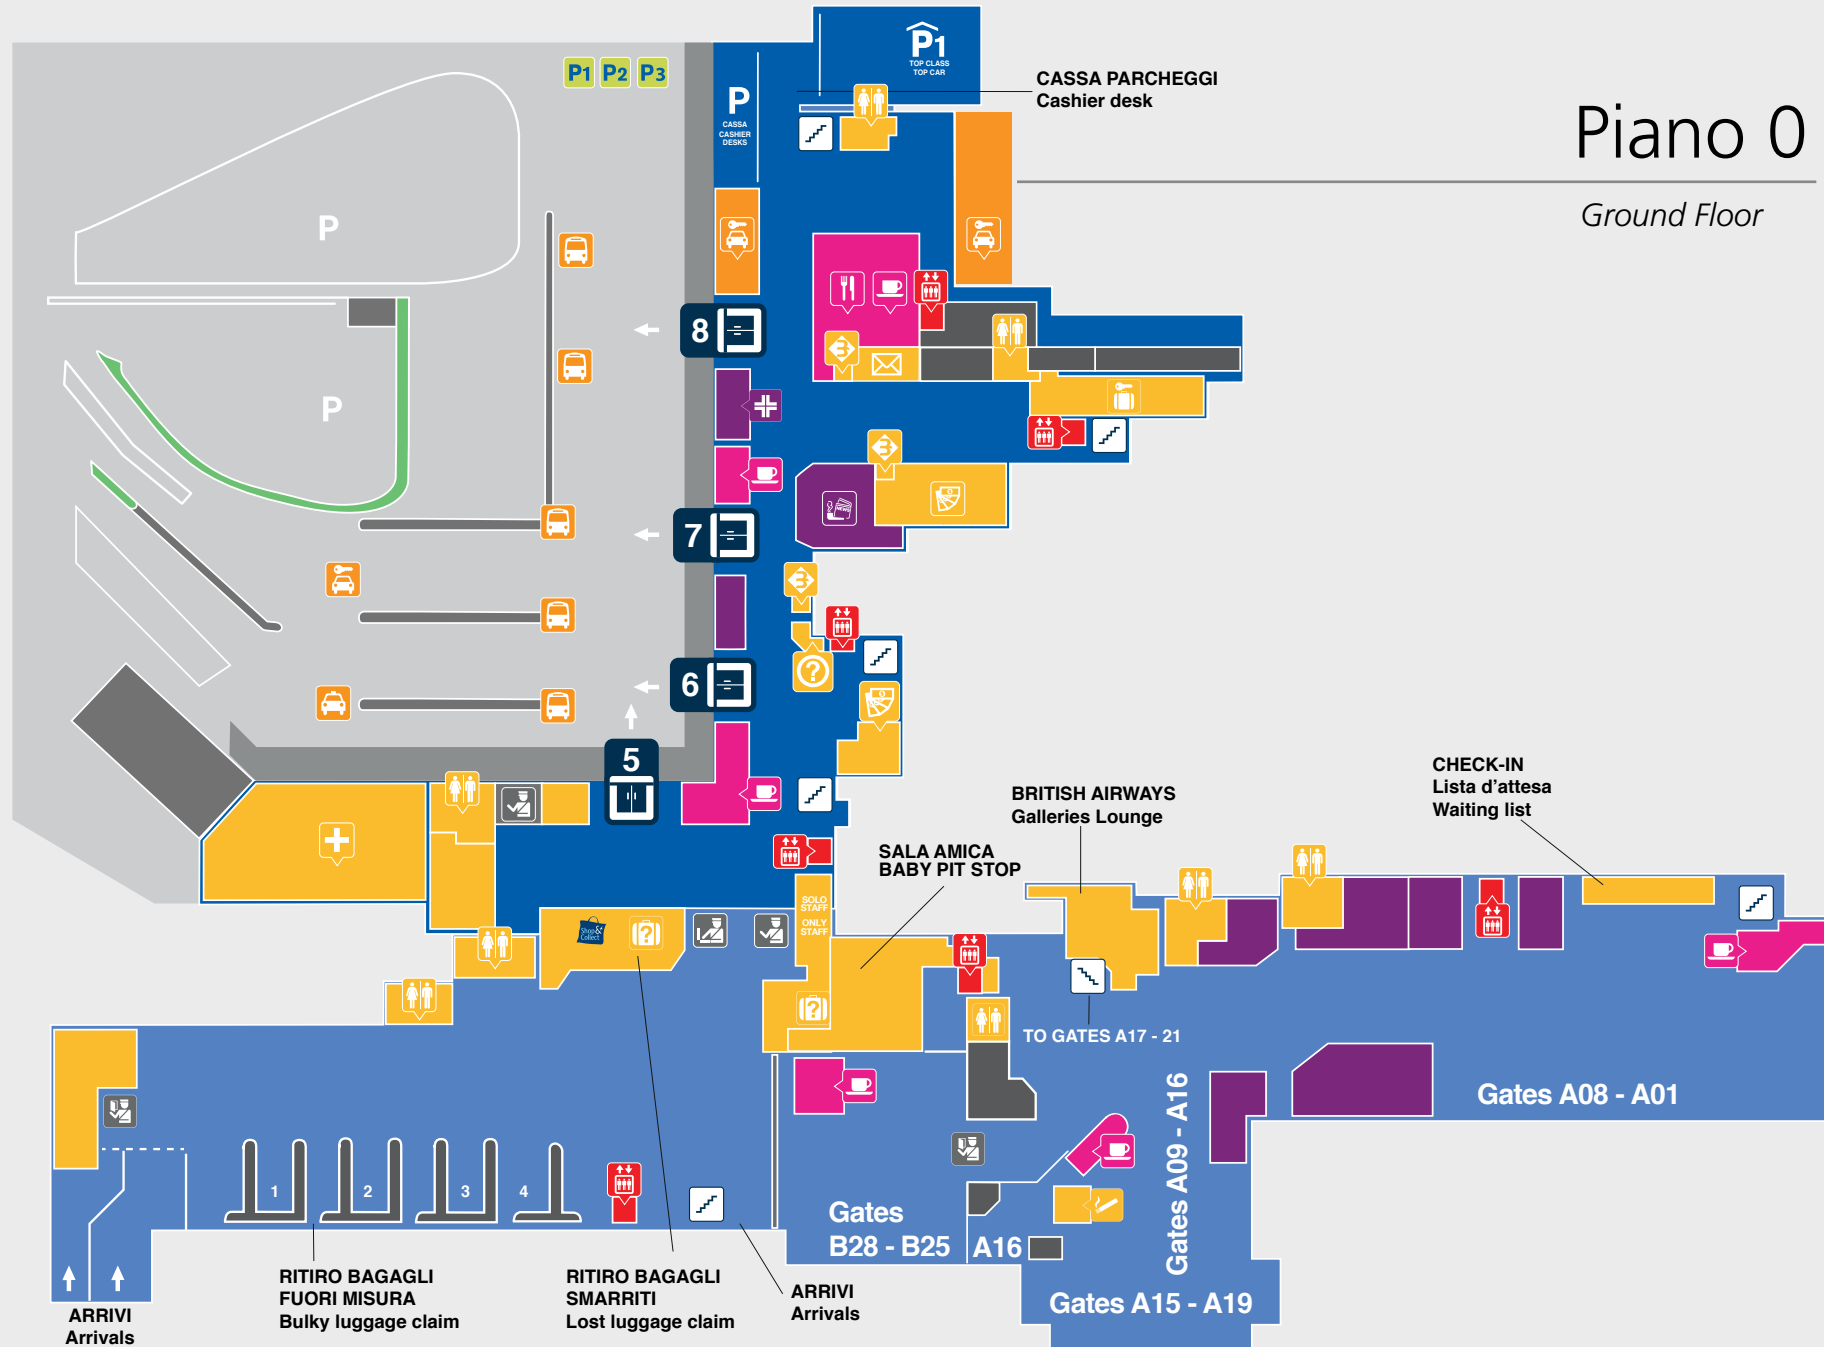 P1
TOP CLASS
TOP CAR
P1 P2 P3
CASSA PARCHEGGI
Cashier desk
P
CASSA
CASHIER
DESKS
Piano 0
Ground Floor
P
8
P
NEWS
7
6
5
CHECK-IN
Lista d'attesa
Waiting list
BRITISH AIRWAYS
Galleries Lounge
SALA AMICA
BABY PIT STOP
SOLO
STAFF
ONLY
STAFF
Shop&
Collect
TO GATES A17 - 21
Gates A08 - A01
Gates A09 - A16
1
2
3
4
Gates
B28 - B25
A16
Gates A15 - A19
RITIRO BAGAGLI
FUORI MISURA
Bulky luggage claim
RITIRO BAGAGLI
SMARRITI
Lost luggage claim
ARRIVI
Arrivals
ARRIVI
Arrivals